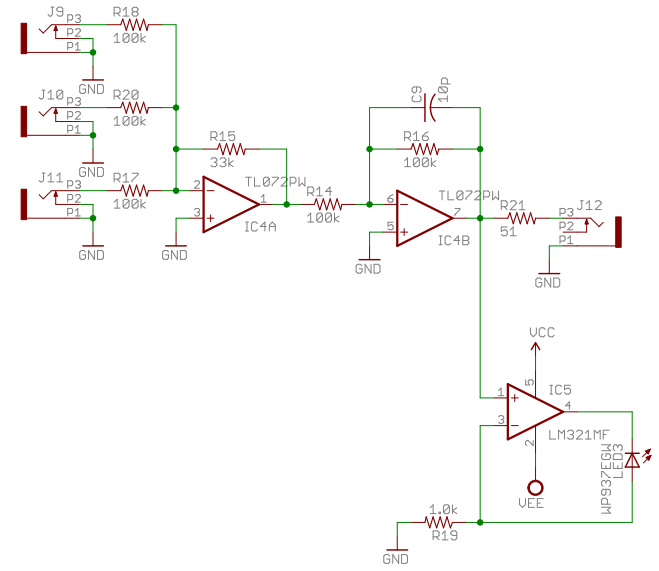 J9
P3
P2
P1
R18
100k
GND
J10
P3
P2
P1
R20
100k
GND
J11
P3
P2
P1
R17
100k
GND
R15
33k
2
3
1
TL072PW
IC4A
GND
R14
100k
C9
10p
R16
100k
6
5
7
TL072PW
IC4B
GND
R21
51
J12
P3
P2
P1
GND
VCC
5
IC5
1
3
4
2
LM321MF
VEE
WP937EGW
LED3
1.0k
R19
GND